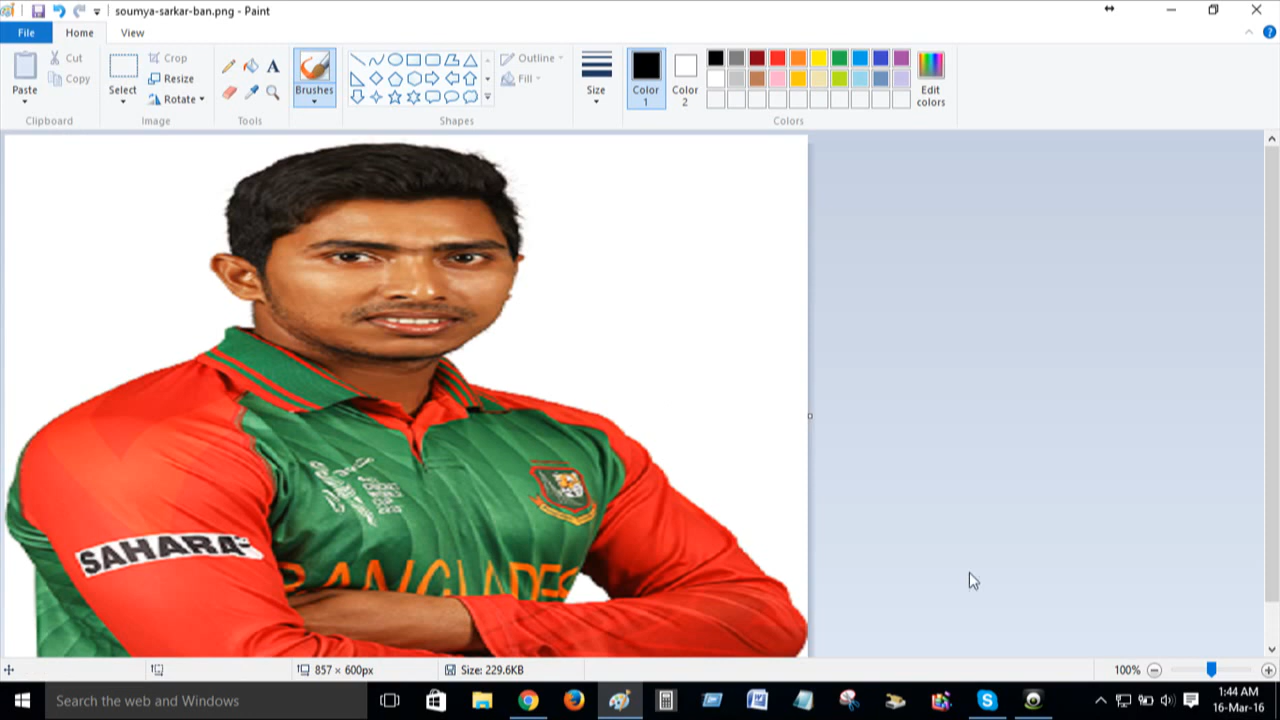 soumya-sarkar-ban.png - Paint
File
Home
View
Paste
Cut
Copy
Clipboard
Select
Crop
Resize
Rotate
Image
A
Tools
Brushes
Outline
Fill
Shapes
Size
Color
1
Color
2
Edit
colors
Colors
SAHARA
BANGLADES
857 × 600px
Size: 229.6KB
100%
Search the web and Windows
1:44 AM
16-Mar-16